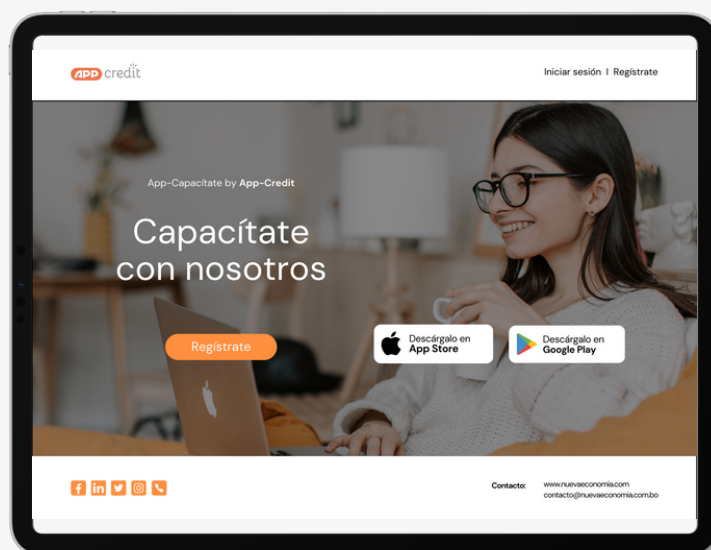 APP credit
Iniciar sesión I Regístrate
App-Capacítate by App-Credit
Capacítate
con nosotros
Regístrate
Descárgalo en
App Store
Descárgalo en
Google Play
Contacto:
www.nuevaeconomia.com
contacto@nuevaeconomia.com.bo